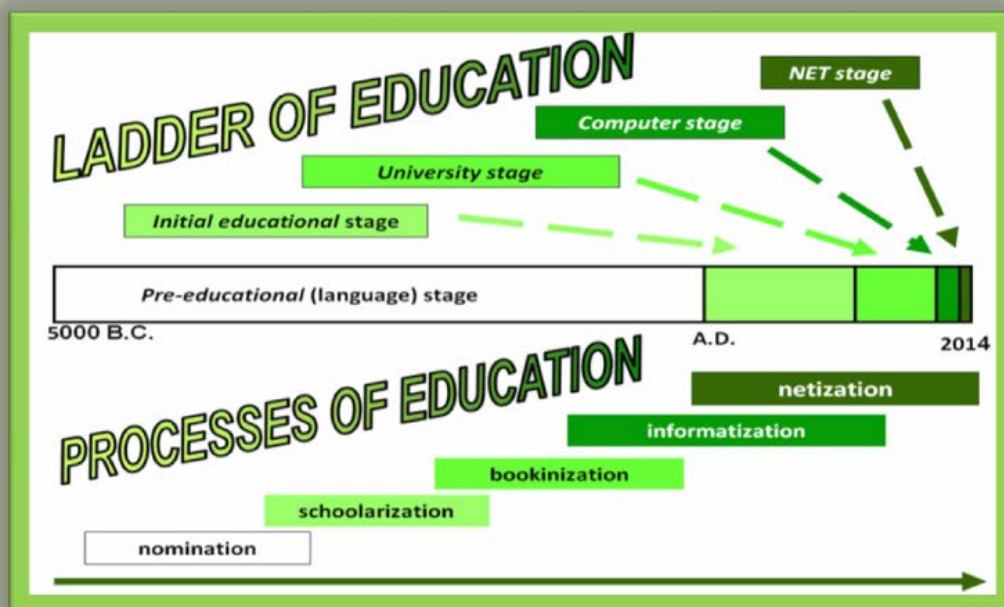 LADDER OF EDUCATION
NET stage
Computer stage
University stage
Initial educational stage
Pre-educational (language) stage
5000 B.C.
A.D.
2014
PROCESSES OF EDUCATION
netization
informatization
bookinization
schoolarization
nomination